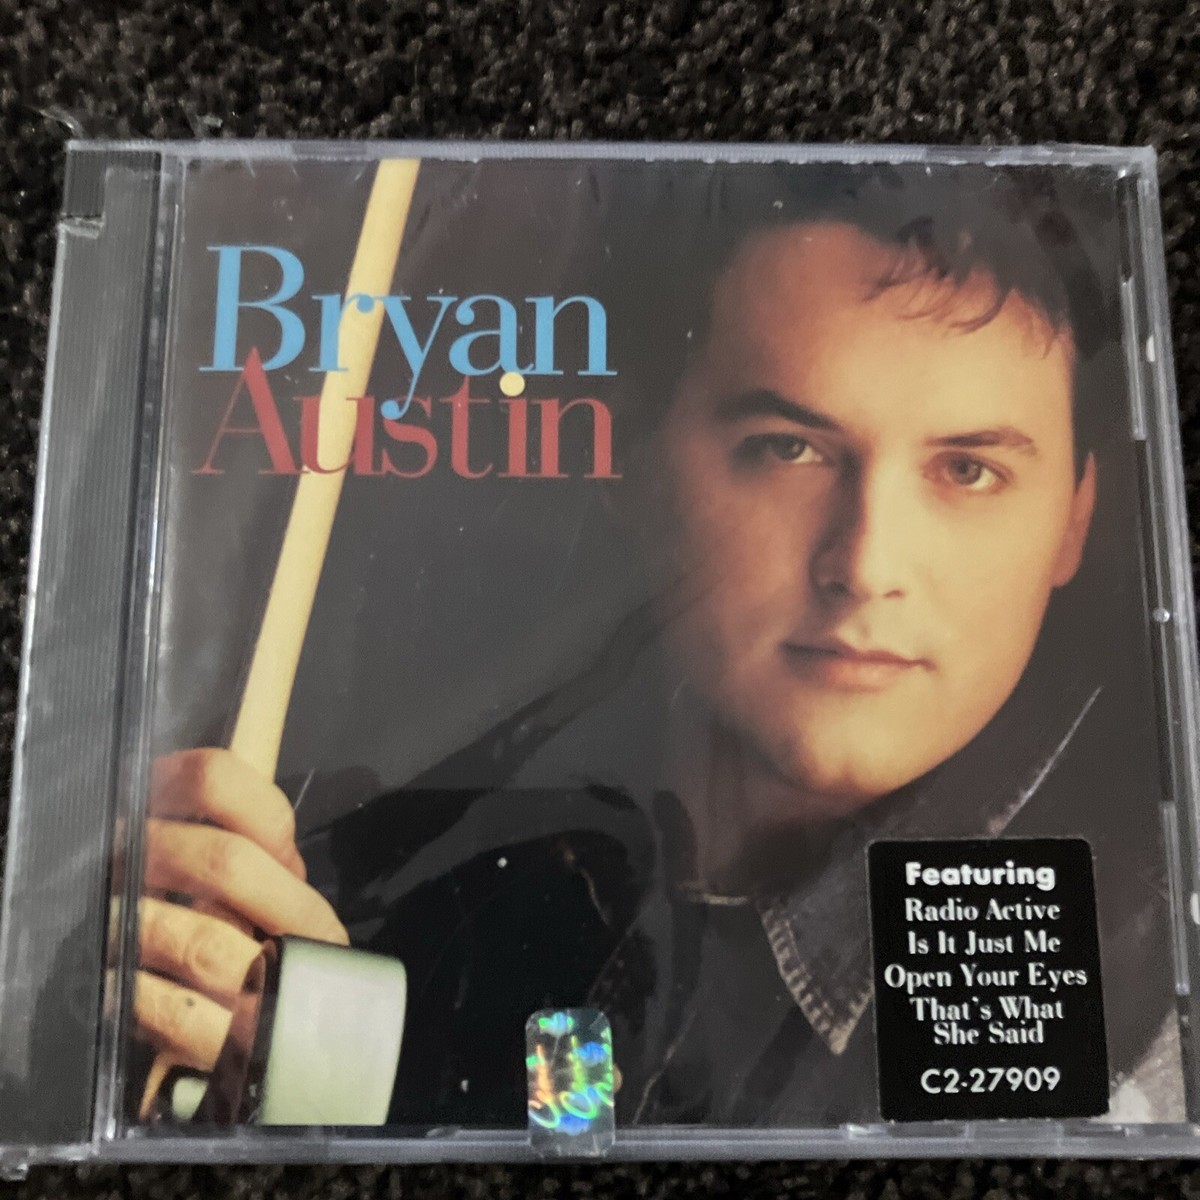 Bryan
Austin
Featuring
Radio Active
Is It Just Me
Open Your Eyes
That's What
She Said
C2-27909